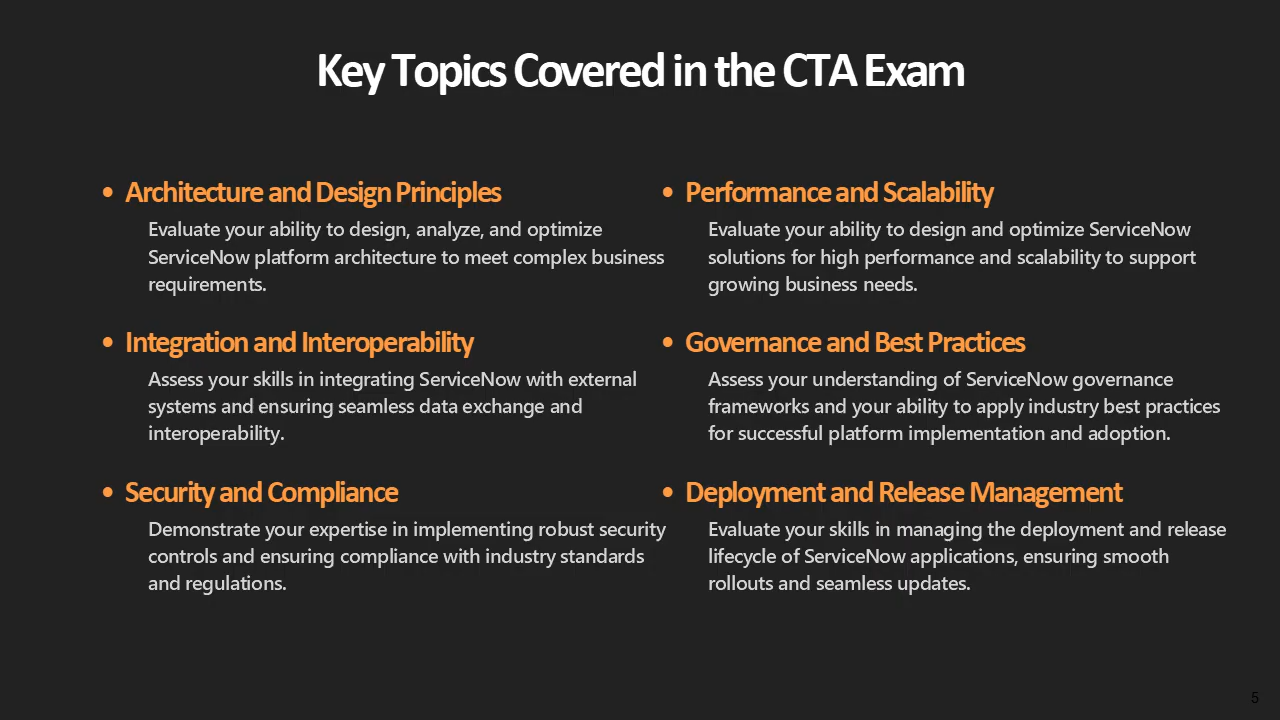 Key Topics Covered in the CTA Exam
• Architecture and Design Principles
Evaluate your ability to design, analyze, and optimize
ServiceNow platform architecture to meet complex business
requirements.
• Integration and Interoperability
Assess your skills in integrating ServiceNow with external
systems and ensuring seamless data exchange and
interoperability.
• Security and Compliance
Demonstrate your expertise in implementing robust security
controls and ensuring compliance with industry standards
and regulations.
• Performance and Scalability
Evaluate your ability to design and optimize ServiceNow
solutions for high performance and scalability to support
growing business needs.
• Governance and Best Practices
Assess your understanding of ServiceNow governance
frameworks and your ability to apply industry best practices
for successful platform implementation and adoption.
• Deployment and Release Management
Evaluate your skills in managing the deployment and release
lifecycle of ServiceNow applications, ensuring smooth
rollouts and seamless updates.
5